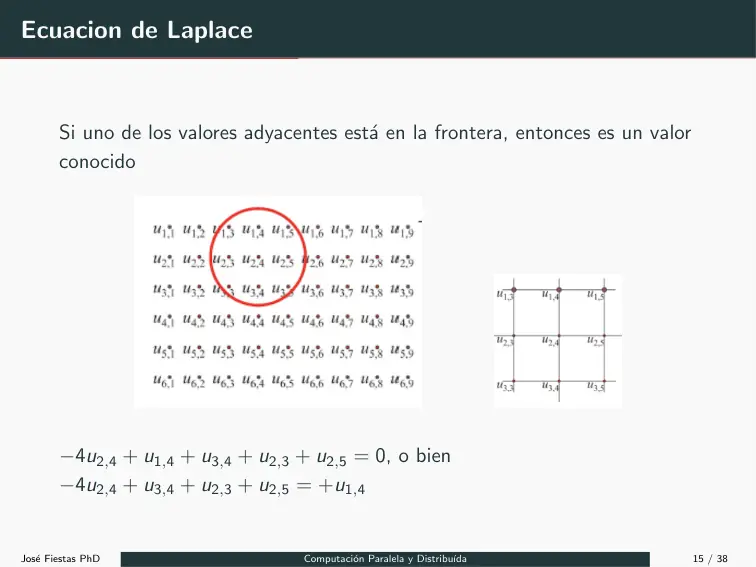 Ecuacion de Laplace
Si uno de los valores adyacentes está en la frontera, entonces es un valor
conocido
u1,1 u1,2 u1,3 u1,4 u1,5 u1,6 u1,7 u1,8 u1,9
u2,1 u2,2 u2,3 u2,4 u2,5 u2,6 u2,7 u2,8 u2,9
u3,1 u3,2 u3,3 u3,4 u3,5 u3,6 u3,7 u3,8 u3,9
u4,1 u4,2 u4,3 u4,4 u4,5 u4,6 u4,7 u4,8 u4,9
u5,1 u5,2 u5,3 u5,4 u5,5 u5,6 u5,7 u5,8 u5,9
u6,1 u6,2 u6,3 u6,4 u6,5 u6,6 u6,7 u6,8 u6,9
u1,3 u1,4 u1,5
u2,3 u2,4 u2,5
u3,3 u3,4 u3,5
−4u2,4 + u1,4 + u3,4 + u2,3 + u2,5 = 0, o bien
−4u2,4 + u3,4 + u2,3 + u2,5 = +u1,4
José Fiestas PhD Computación Paralela y Distribuída 15 / 38